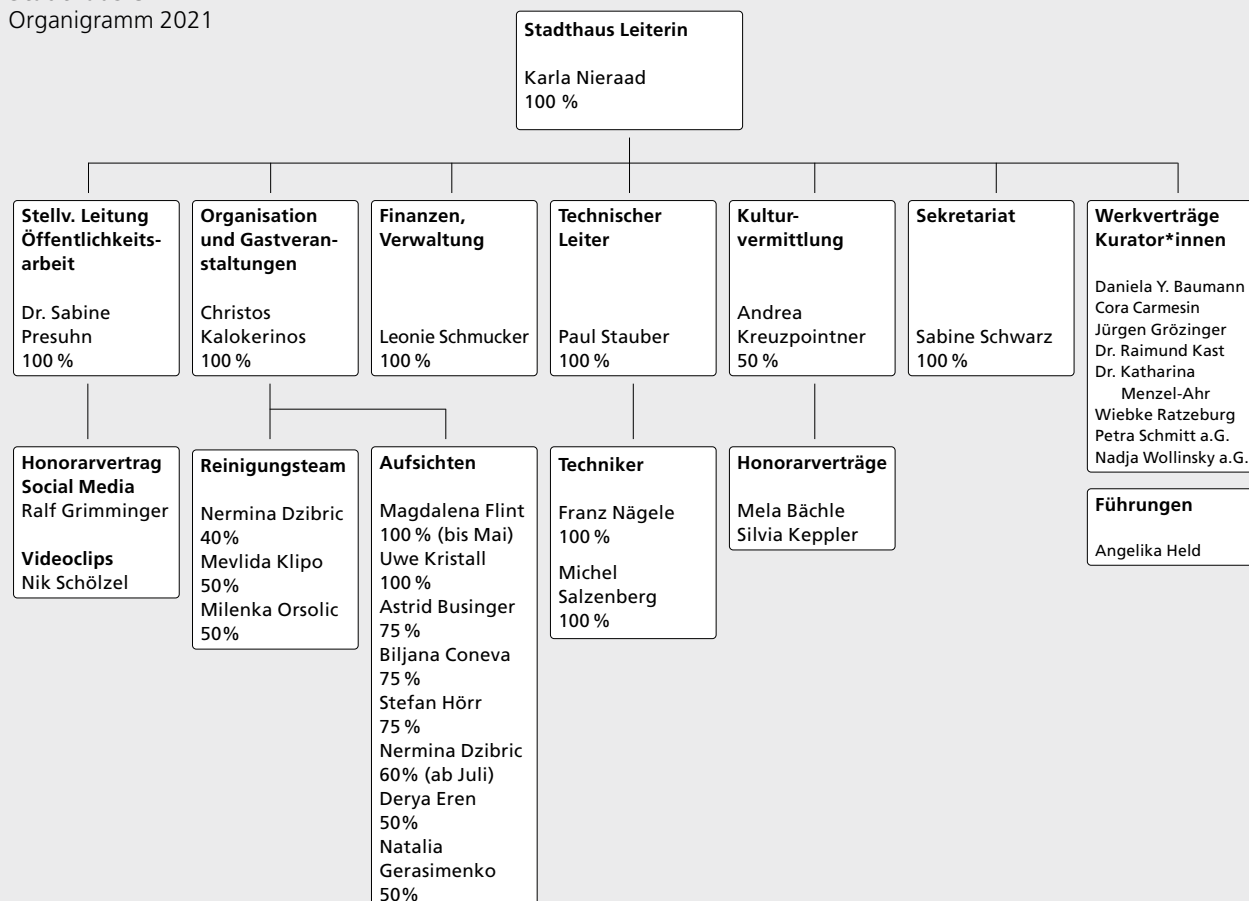 Organigramm 2021
Stadthaus Leiterin
Karla Nieraad
100 %
Stellv. Leitung
Öffentlichkeits-
arbeit
Dr. Sabine
Presuhn
100 %
Organisation
und Gastveran-
staltungen
Christos
Kalokerinos
100 %
Finanzen,
Verwaltung
Leonie Schmucker
100 %
Technischer
Leiter
Paul Stauber
100 %
Kultur-
vermittlung
Andrea
Kreuzpointner
50 %
Sekretariat
Sabine Schwarz
100 %
Werkverträge
Kurator*innen
Daniela Y. Baumann
Cora Carmesin
Jürgen Grözinger
Dr. Raimund Kast
Dr. Katharina
Menzel-Ahr
Wiebke Ratzeburg
Petra Schmitt a.G.
Nadja Wollinsky a.G.
Honorarvertrag
Social Media
Ralf Grimminger
Videoclips
Nik Schölzel
Reinigungsteam
Nermina Dzibric
40%
Mevlida Klipo
50%
Milenka Orsolic
50%
Aufsichten
Magdalena Flint
100 % (bis Mai)
Uwe Kristall
100 %
Astrid Businger
75 %
Biljana Coneva
75 %
Stefan Hörr
75 %
Nermina Dzibric
60% (ab Juli)
Derya Eren
50%
Natalia
Gerasimenko
50%
Techniker
Franz Nägele
100 %
Michel
Salzenberg
100 %
Honorarverträge
Mela Bächle
Silvia Keppler
Führungen
Angelika Held